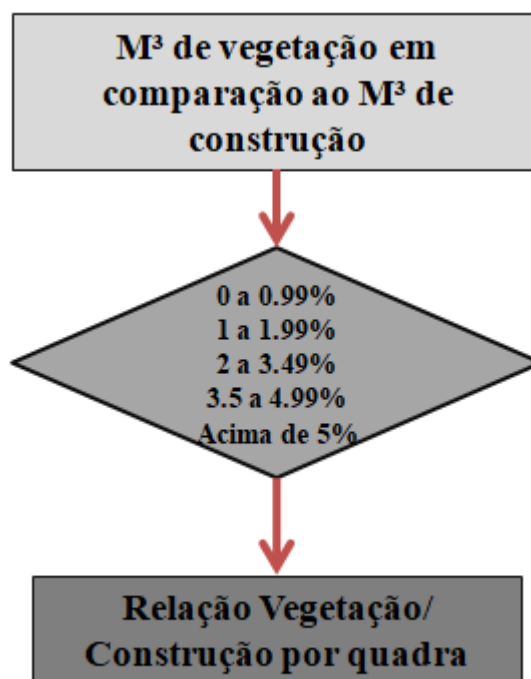 M³ de vegetação em
comparação ao M³ de
construção
0 a 0.99%
1 a 1.99%
2 a 3.49%
3.5 a 4.99%
Acima de 5%
Relação Vegetação/
Construção por quadra